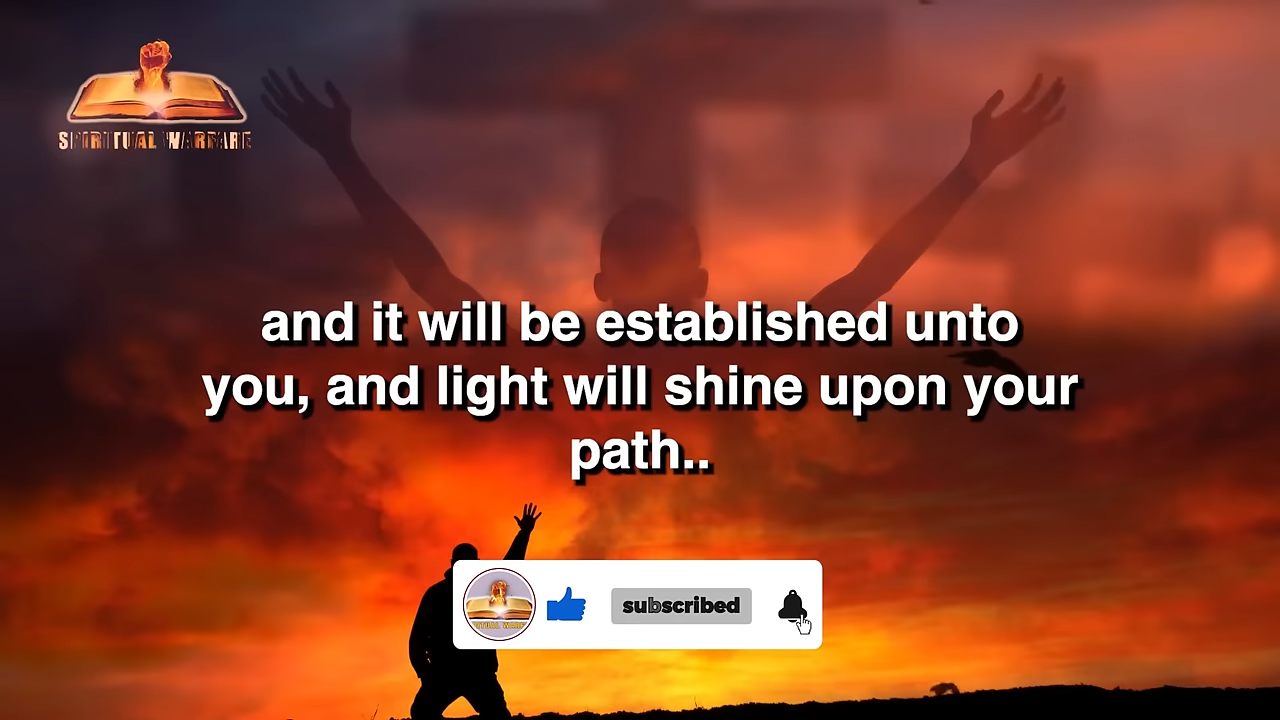 SPIRITUAL WARFARE
and it will be established unto
you, and light will shine upon your
path..
subscribed